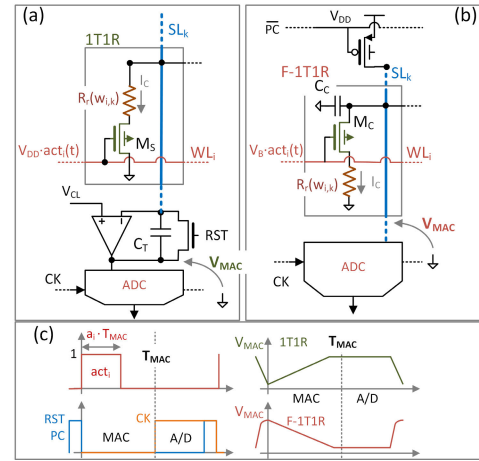 (a)
1T1R
SLk
IC
Rr(wi,k)
MS
VDD·acti(t)
WLi
VCL
+
−
CT
RST
VMAC
CK
ADC
(b)
VDD
PC
SLk
F-1T1R
CC
MC
VB·acti(t)
WLi
Rr(wi,k)
IC
VMAC
CK
ADC
(c)
ai · TMAC
1
acti
TMAC
RST
PC
MAC
CK
A/D
VMAC
1T1R
TMAC
MAC
A/D
VMAC
F-1T1R